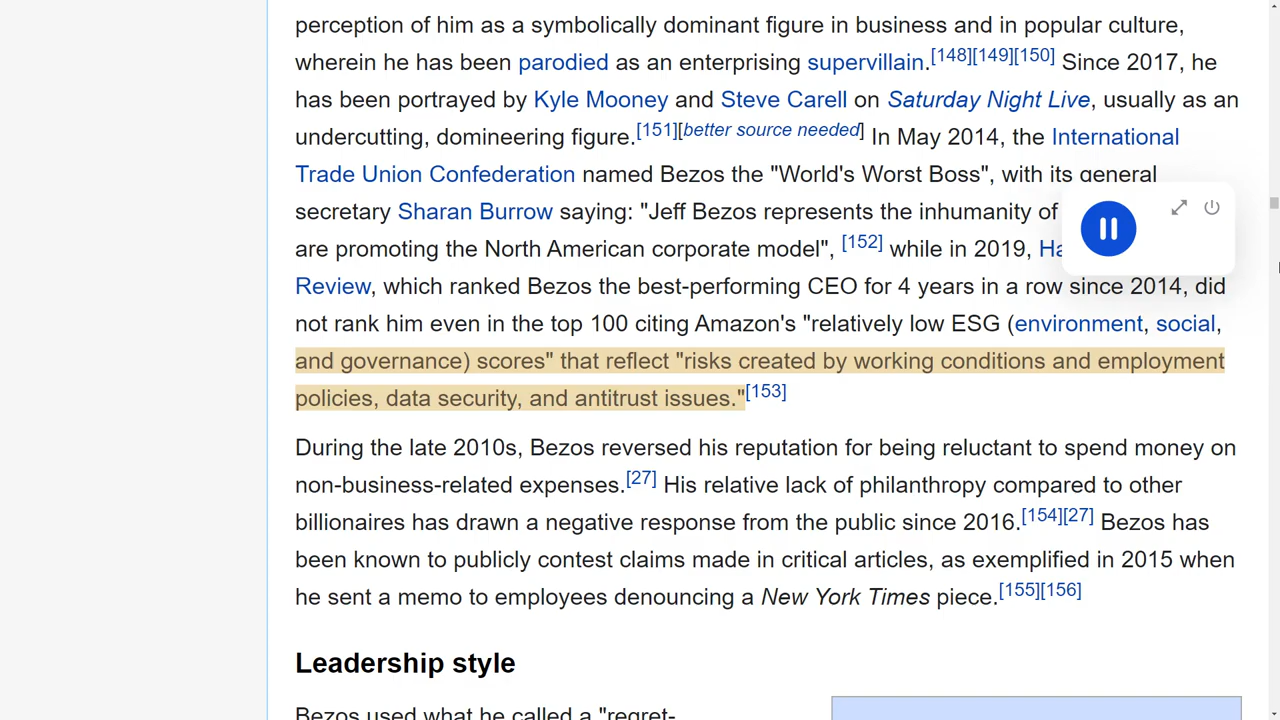 perception of him as a symbolically dominant figure in business and in popular culture,
wherein he has been parodied as an enterprising supervillain.[148][149][150] Since 2017, he
has been portrayed by Kyle Mooney and Steve Carell on Saturday Night Live, usually as an
undercutting, domineering figure.[151][better source needed] In May 2014, the International
Trade Union Confederation named Bezos the "World's Worst Boss", with its general
secretary Sharan Burrow saying: "Jeff Bezos represents the inhumanity of
are promoting the North American corporate model", [152] while in 2019,
Review, which ranked Bezos the best-performing CEO for 4 years in a row since 2014, did
not rank him even in the top 100 citing Amazon's "relatively low ESG (environment, social,
and governance) scores" that reflect "risks created by working conditions and employment
policies, data security, and antitrust issues."[153]
During the late 2010s, Bezos reversed his reputation for being reluctant to spend money on
non-business-related expenses.[27] His relative lack of philanthropy compared to other
billionaires has drawn a negative response from the public since 2016.[154][27] Bezos has
been known to publicly contest claims made in critical articles, as exemplified in 2015 when
he sent a memo to employees denouncing a New York Times piece.[155][156]
Leadership style
Bezos used what he called a "regret-